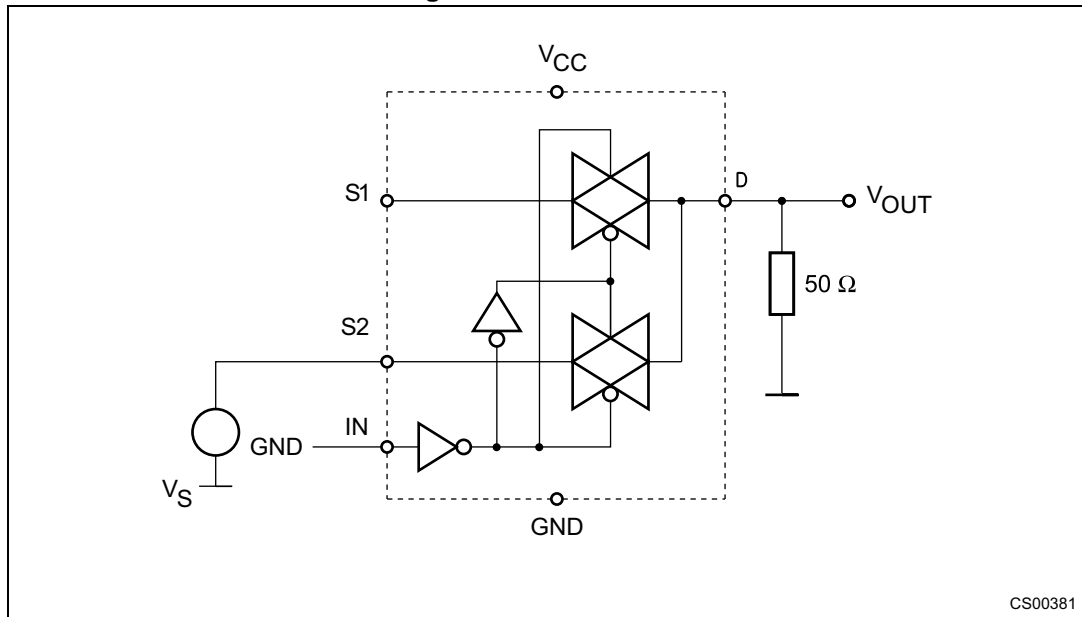 VCC
S1
D
VOUT
50 Ω
S2
IN
GND
VS
GND
CS00381